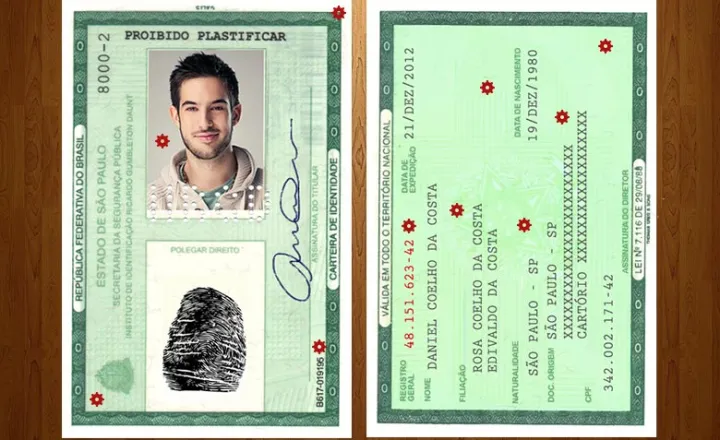 8000-2
PROIBIDO PLASTIFICAR
REPÚBLICA FEDERATIVA DO BRASIL
ESTADO DE SÃO PAULO
SECRETARIA DA SEGURANÇA PÚBLICA
INSTITUTO DE IDENTIFICAÇÃO RICARDO GUMBLETON DAUNT
POLEGAR DIREITO
ASSINATURA DO TITULAR
CARTEIRA DE IDENTIDADE
B617-019195
VÁLIDA EM TODO O TERRITÓRIO NACIONAL
REGISTRO GERAL
48.151.623-42
DATA DE EXPEDIÇÃO
21/DEZ/2012
NOME
DANIEL COELHO DA COSTA
FILIAÇÃO
ROSA COELHO DA COSTA
EDIVALDO DA COSTA
NATURALIDADE
SÃO PAULO - SP
DATA DE NASCIMENTO
19/DEZ/1980
DOC. ORIGEM
SÃO PAULO - SP
XXXXXXXXXXXXXXXXXXXXXX
CARTÓRIO XXXXXXXXXXXXXXXX
CPF
342.002.171-42
ASSINATURA DO DIRETOR
LEI Nº 7.116 DE 29/08/83